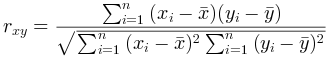 r_{xy} = \frac{\sum_{i=1}^{n} (x_i - \bar{x})(y_i - \bar{y})}{\sqrt{\sum_{i=1}^{n} (x_i - \bar{x})^2 \sum_{i=1}^{n} (y_i - \bar{y})^2}}